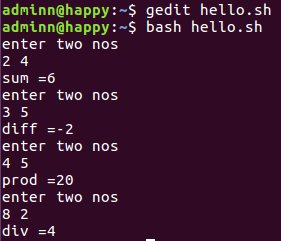 adminn@happy:~$ gedit hello.sh
adminn@happy:~$ bash hello.sh
enter two nos
2 4
sum =6
enter two nos
3 5
diff =-2
enter two nos
4 5
prod =20
enter two nos
8 2
div =4